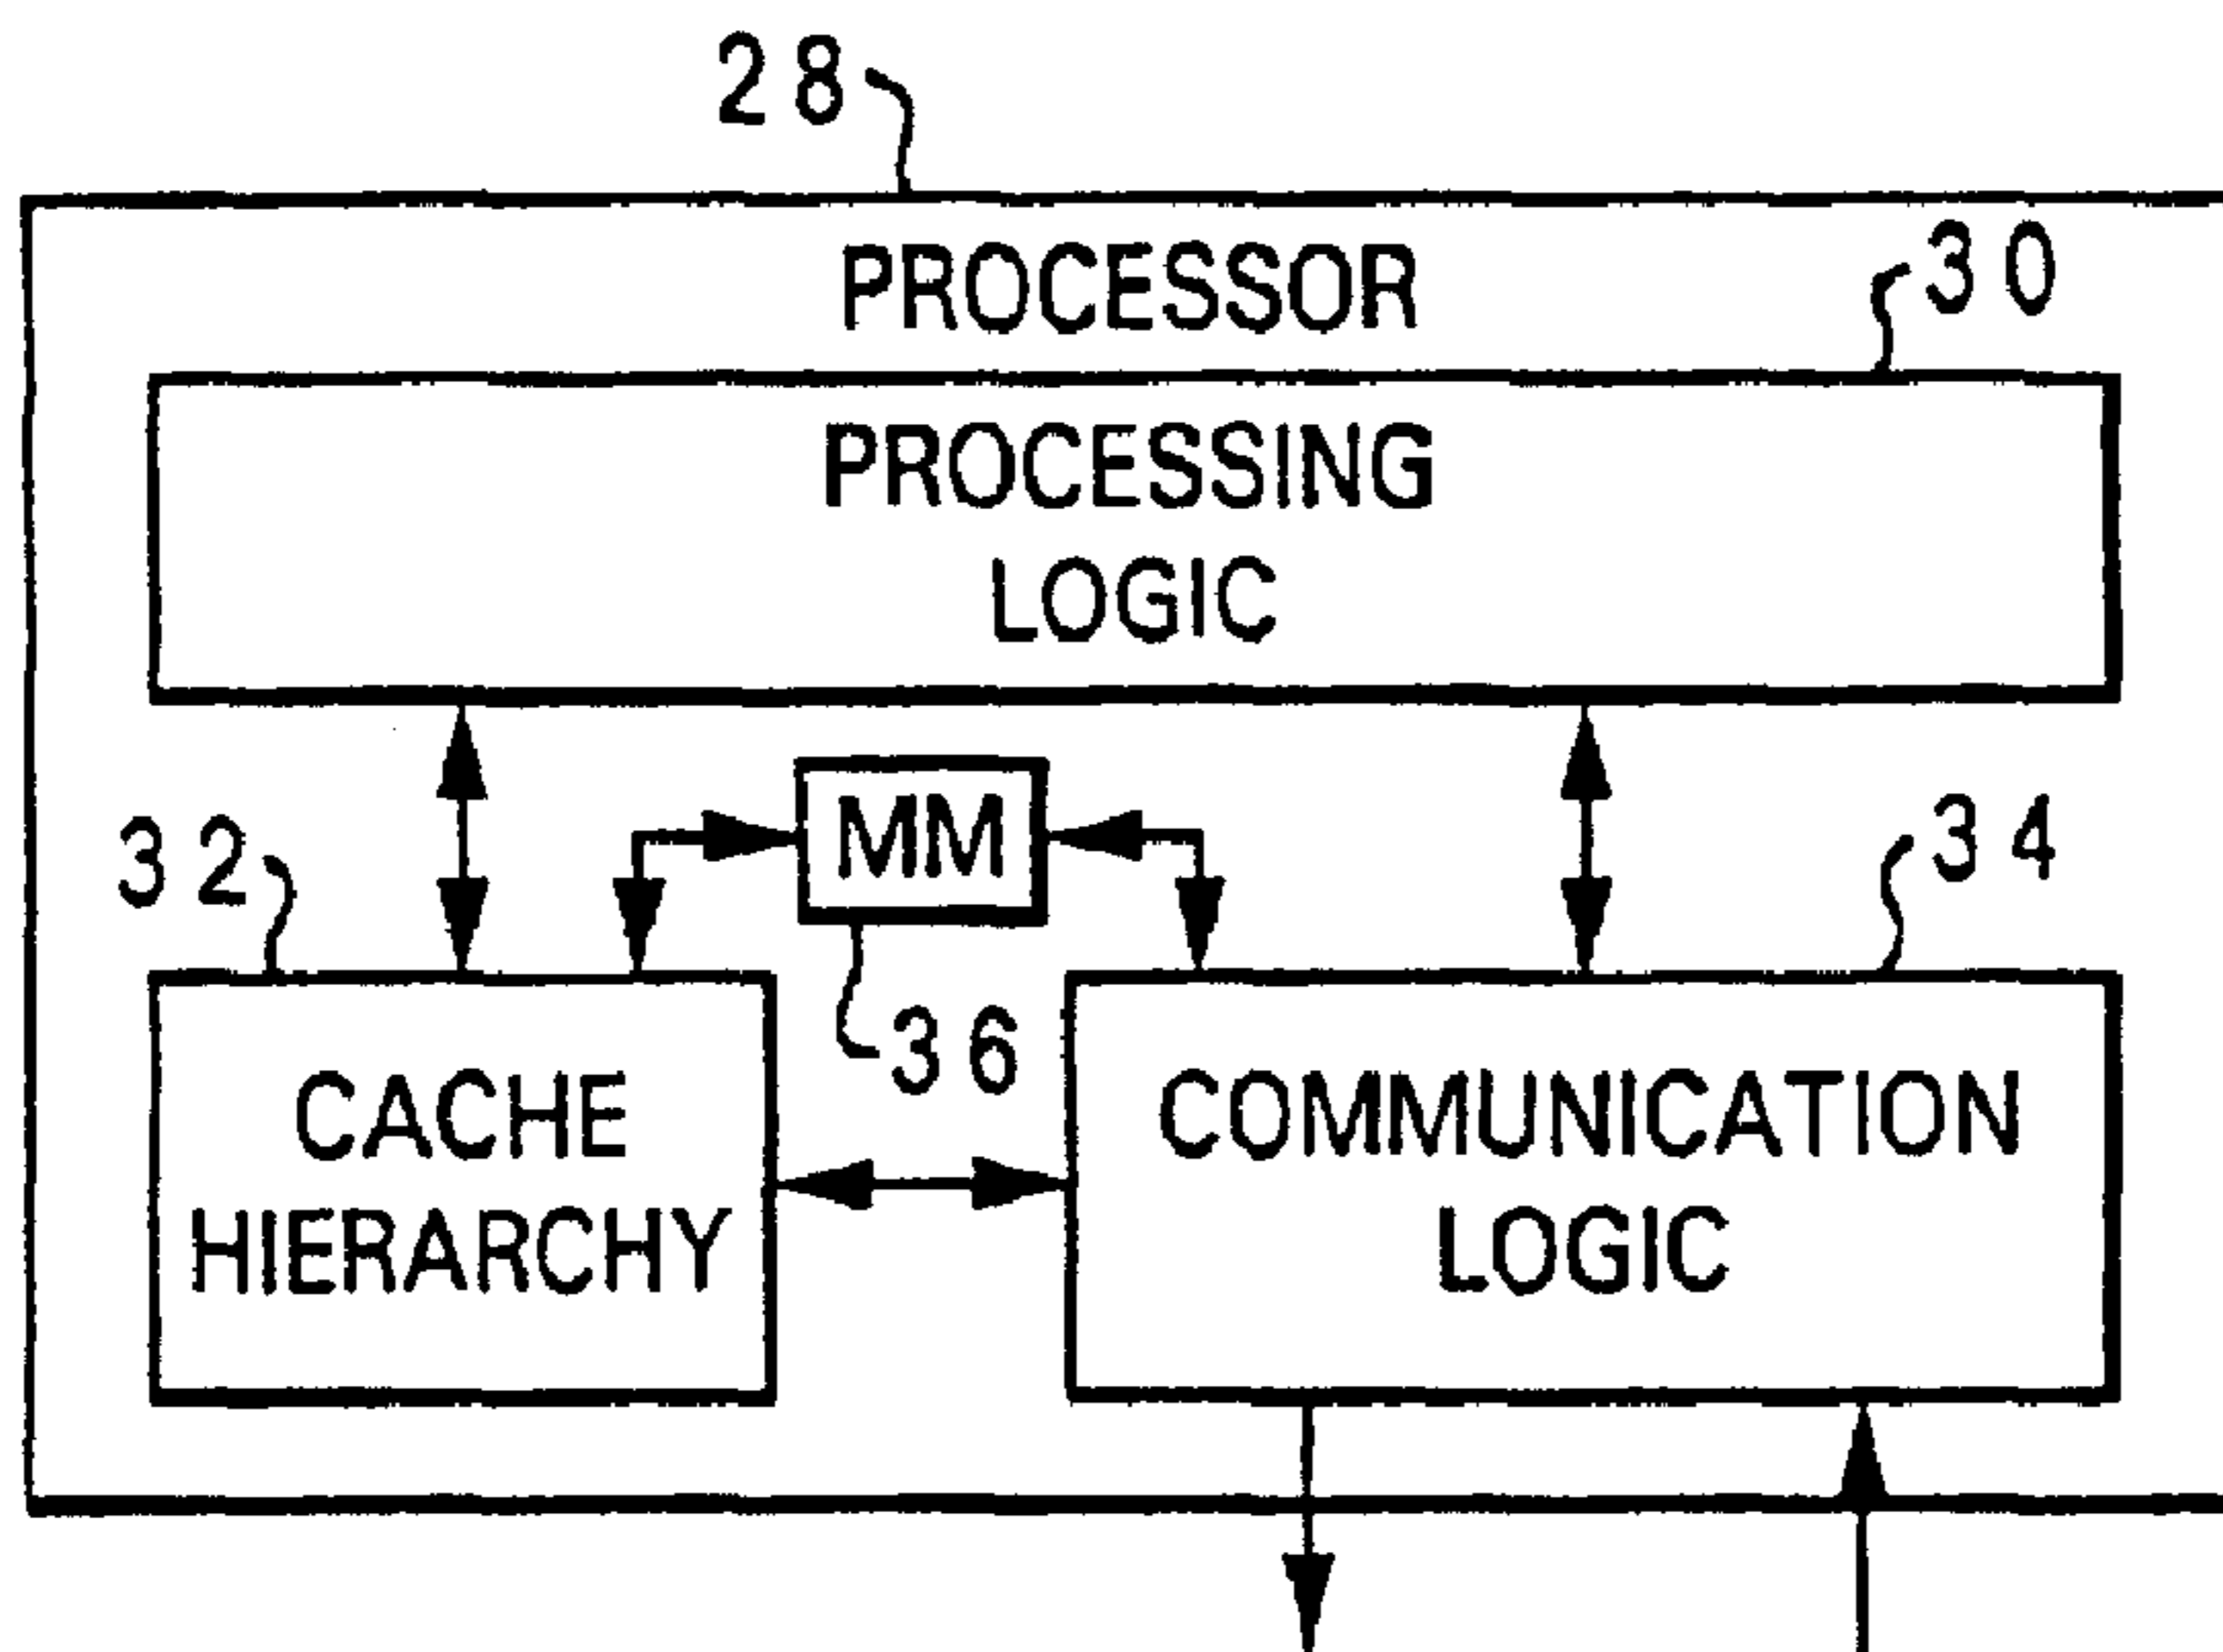 28
PROCESSOR
30
PROCESSING
LOGIC
32
MM
34
36
CACHE
HIERARCHY
COMMUNICATION
LOGIC